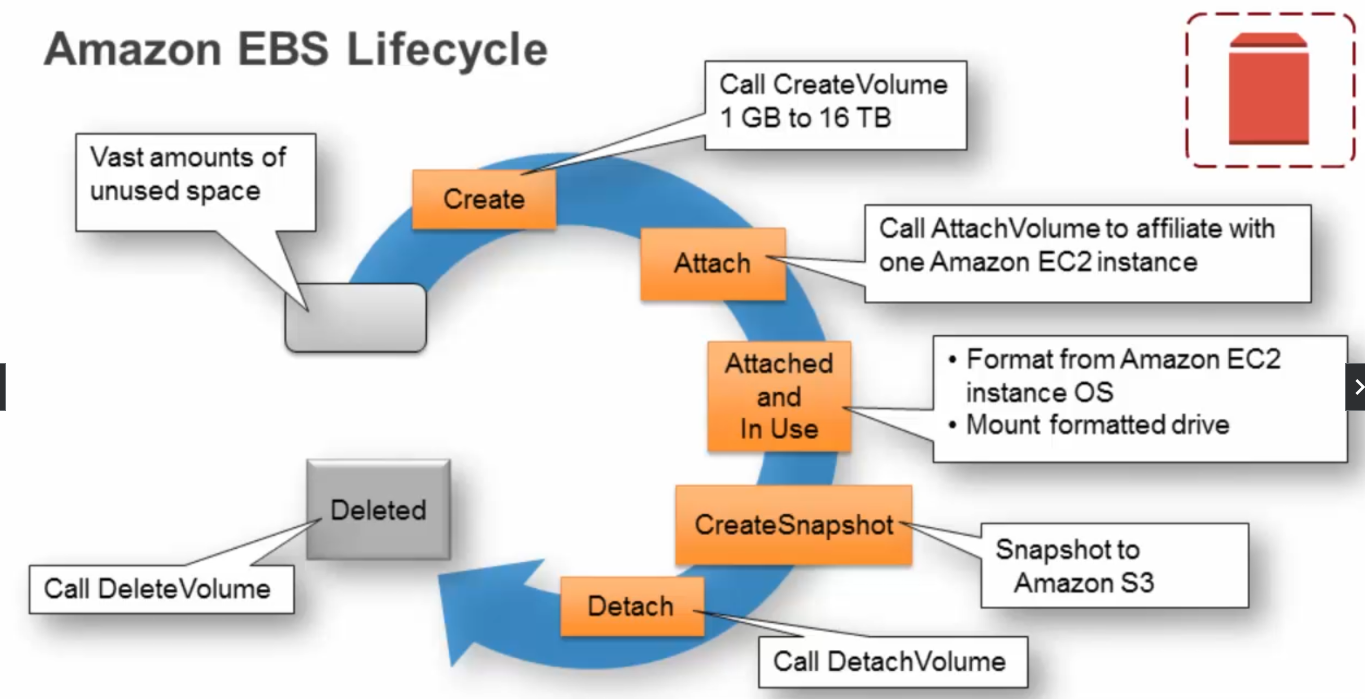 Amazon EBS Lifecycle
Call CreateVolume
1 GB to 16 TB
Vast amounts of
unused space
Create
Attach
Call AttachVolume to affiliate with
one Amazon EC2 instance
Attached
and
In Use
• Format from Amazon EC2
instance OS
• Mount formatted drive
CreateSnapshot
Snapshot to
Amazon S3
Detach
Call DetachVolume
Deleted
Call DeleteVolume